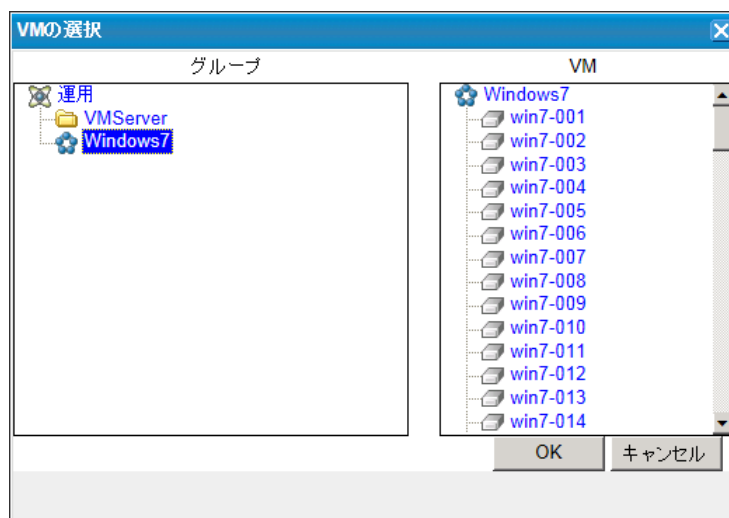 VMの選択
グループ
運用
VMServer
Windows7
VM
Windows7
win7-001
win7-002
win7-003
win7-004
win7-005
win7-006
win7-007
win7-008
win7-009
win7-010
win7-011
win7-012
win7-013
win7-014
OK
キャンセル